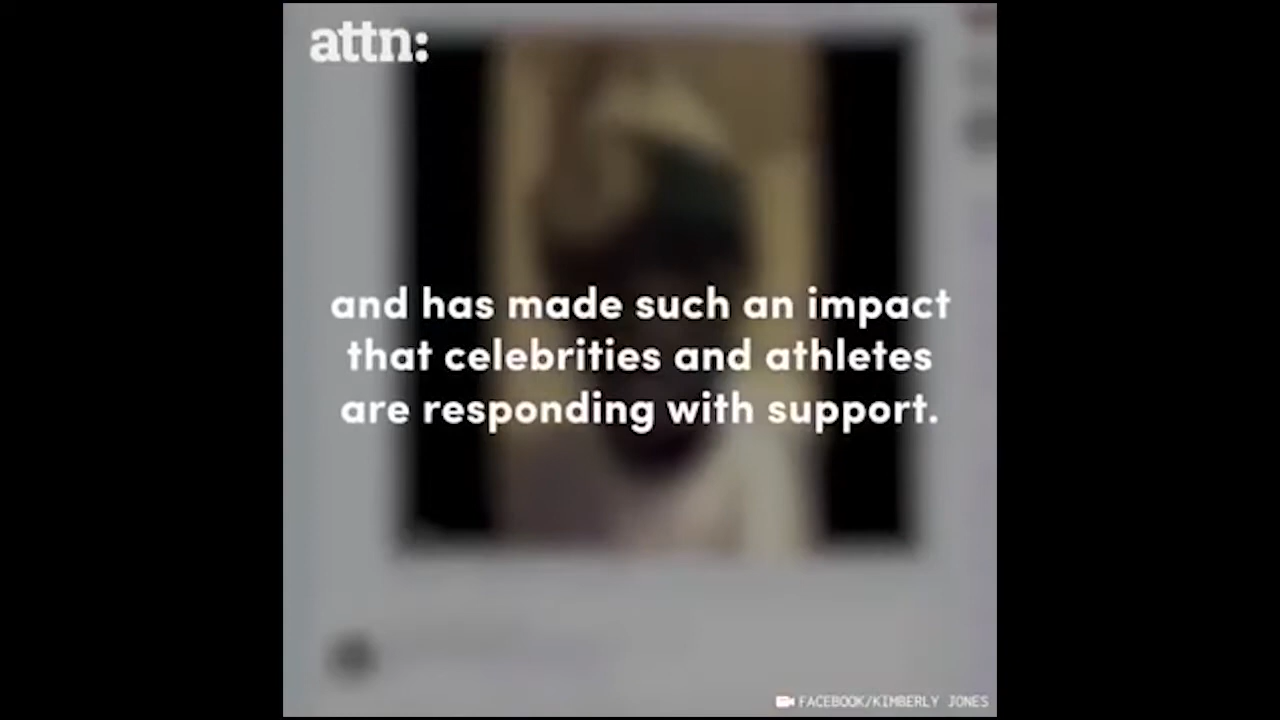 attn:
and has made such an impact
that celebrities and athletes
are responding with support.
FACEBOOK/KIMBERLY JONES